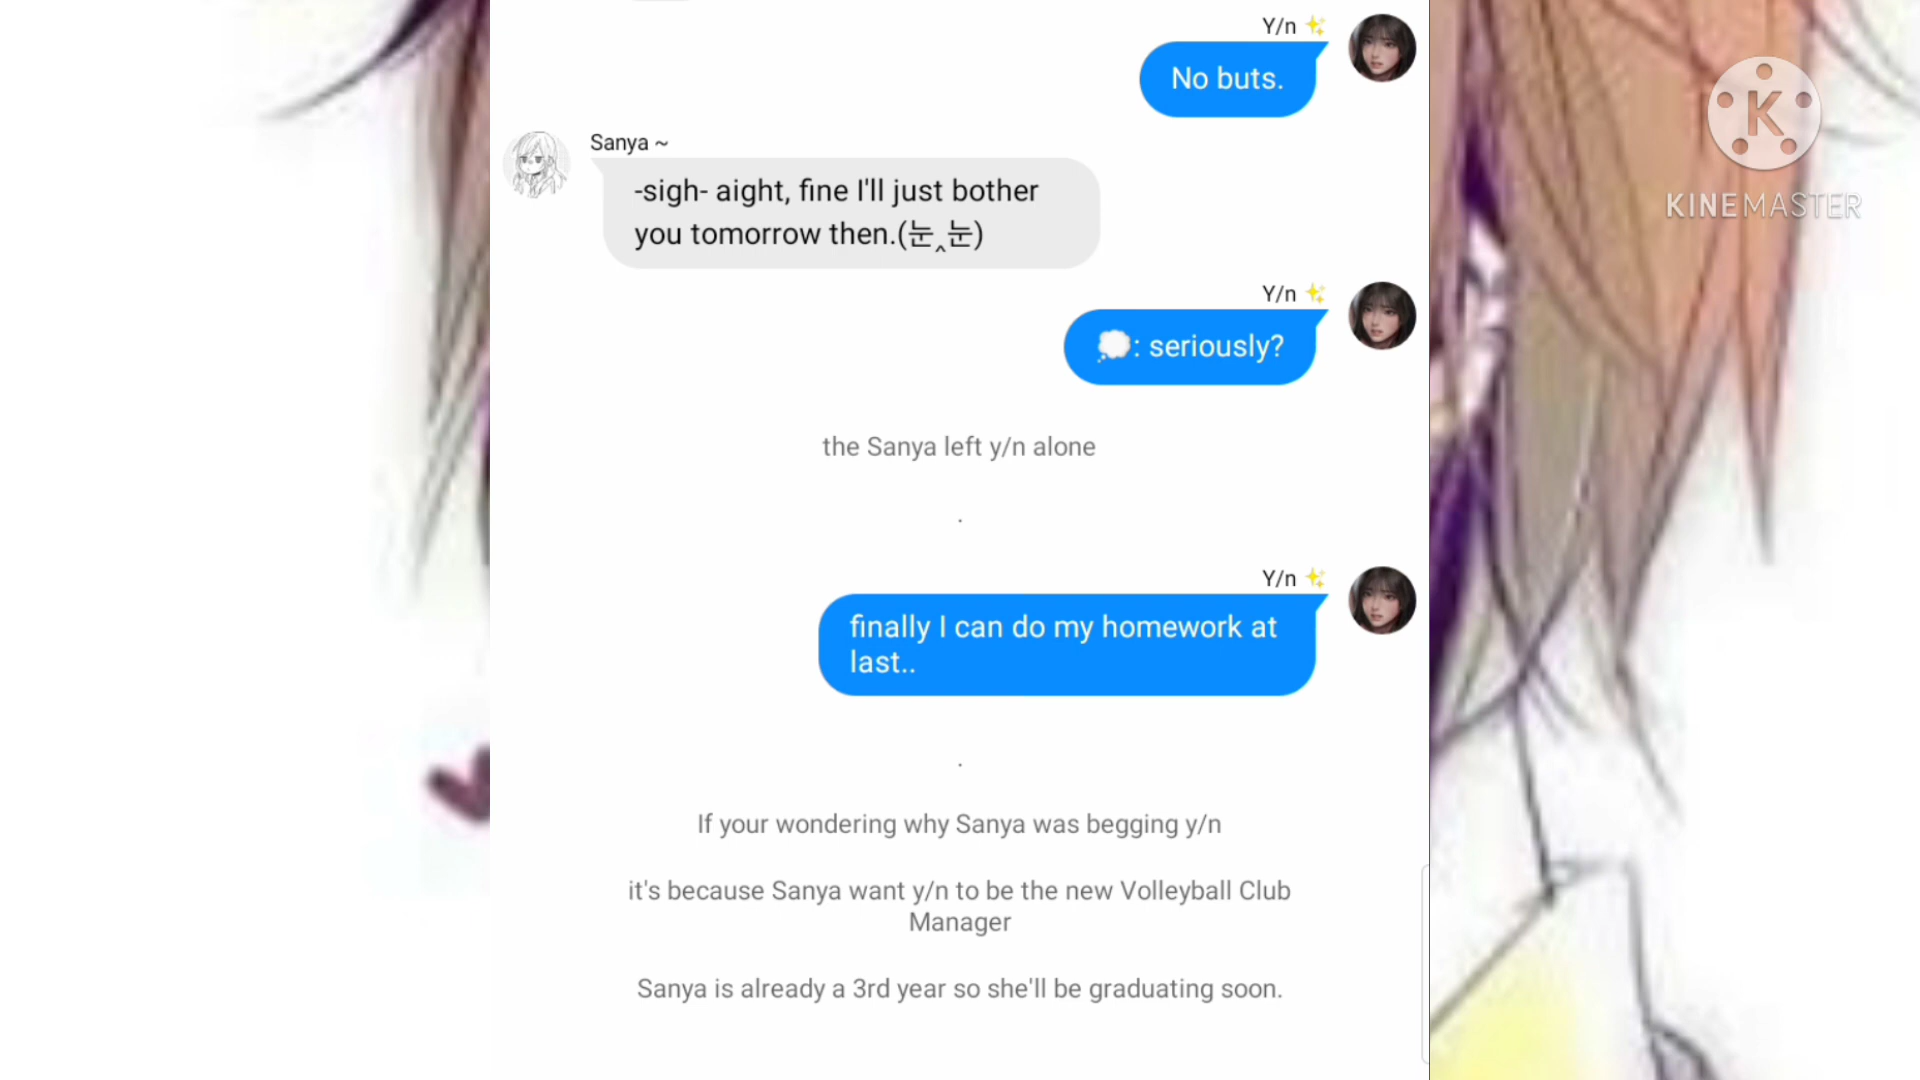 Y/n ✨
No buts.
Sanya ~
-sigh- aight, fine I'll just bother
you tomorrow then.(눈‸눈)
Y/n ✨
💭: seriously?
the Sanya left y/n alone
.
Y/n ✨
finally I can do my homework at
last..
.
If your wondering why Sanya was begging y/n
it's because Sanya want y/n to be the new Volleyball Club
Manager
Sanya is already a 3rd year so she'll be graduating soon.
K
KINEMASTER